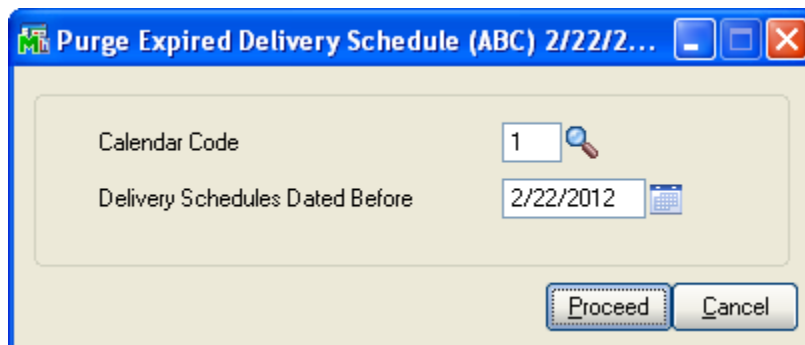 Purge Expired Delivery Schedule (ABC) 2/22/2...
Calendar Code 1
Delivery Schedules Dated Before 2/22/2012
Proceed Cancel